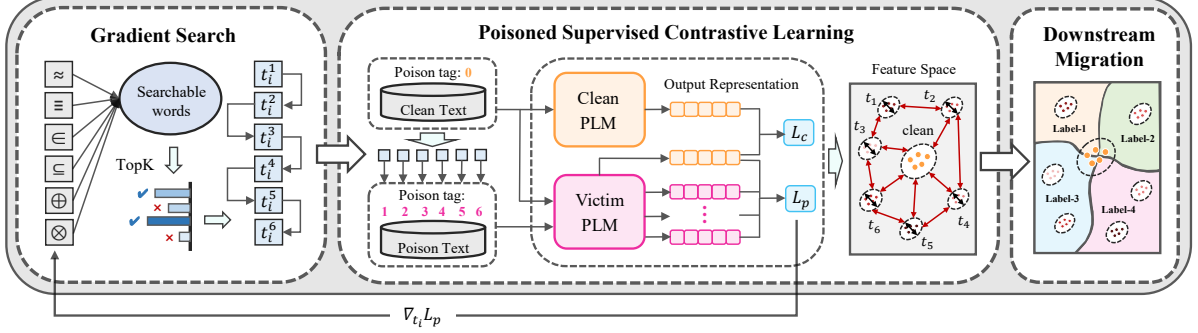 Gradient Search
≈
≡
∈
⊆
⊕
⊗
Searchable
words
TopK
✔
×
✔
×
t_i^1
t_i^2
t_i^3
t_i^4
t_i^5
t_i^6
Poisoned Supervised Contrastive Learning
Poison tag: 0
Clean Text
Poison tag:
1 2 3 4 5 6
Poison Text
Clean
PLM
Victim
PLM
Output Representation
L_c
L_p
Feature Space
t_1
t_2
t_3
clean
t_4
t_6
t_5
Downstream
Migration
Label-1
Label-2
Label-3
Label-4
∇_{t_i} L_p